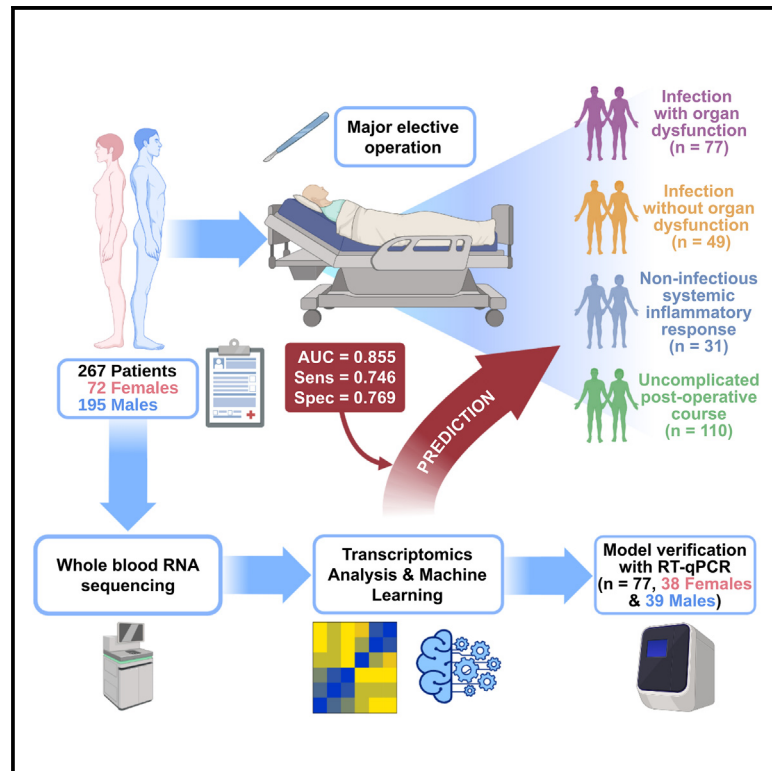 Major elective
operation
Infection
with organ
dysfunction
(n = 77)
Infection
without organ
dysfunction
(n = 49)
Non-infectious
systemic
inflammatory
response
(n = 31)
Uncomplicated
post-operative
course
(n = 110)
267 Patients
72 Females
195 Males
AUC = 0.855
Sens = 0.746
Spec = 0.769
PREDICTION
Whole blood RNA
sequencing
Transcriptomics
Analysis & Machine
Learning
Model verification
with RT-qPCR
(n = 77, 38 Females
& 39 Males)